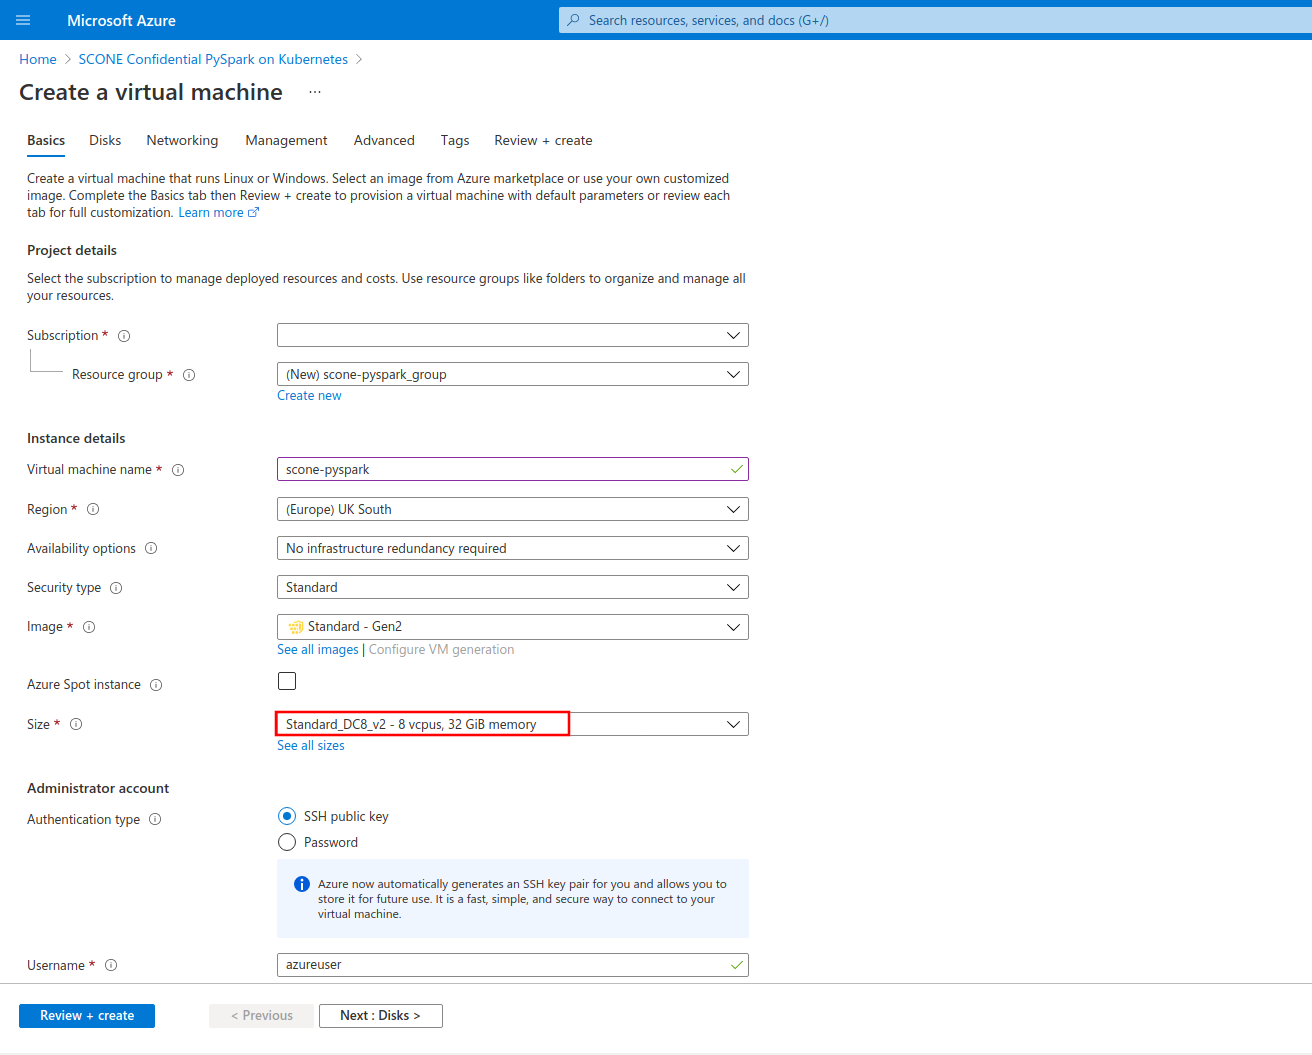 Microsoft Azure
Search resources, services, and docs (G+/)
Home > SCONE Confidential PySpark on Kubernetes >
Create a virtual machine ...
Basics Disks Networking Management Advanced Tags Review + create
Create a virtual machine that runs Linux or Windows. Select an image from Azure marketplace or use your own customized
image. Complete the Basics tab then Review + create to provision a virtual machine with default parameters or review each
tab for full customization. Learn more
Project details
Select the subscription to manage deployed resources and costs. Use resource groups like folders to organize and manage all
your resources.
Subscription *
Resource group * (New) scone-pyspark_group
Create new
Instance details
Virtual machine name * scone-pyspark
Region * (Europe) UK South
Availability options No infrastructure redundancy required
Security type Standard
Image * Standard - Gen2
See all images | Configure VM generation
Azure Spot instance
Size * Standard_DC8_v2 - 8 vcpus, 32 GiB memory
See all sizes
Administrator account
Authentication type SSH public key
Password
Azure now automatically generates an SSH key pair for you and allows you to
store it for future use. It is a fast, simple, and secure way to connect to your
virtual machine.
Username * azureuser
Review + create < Previous Next : Disks >